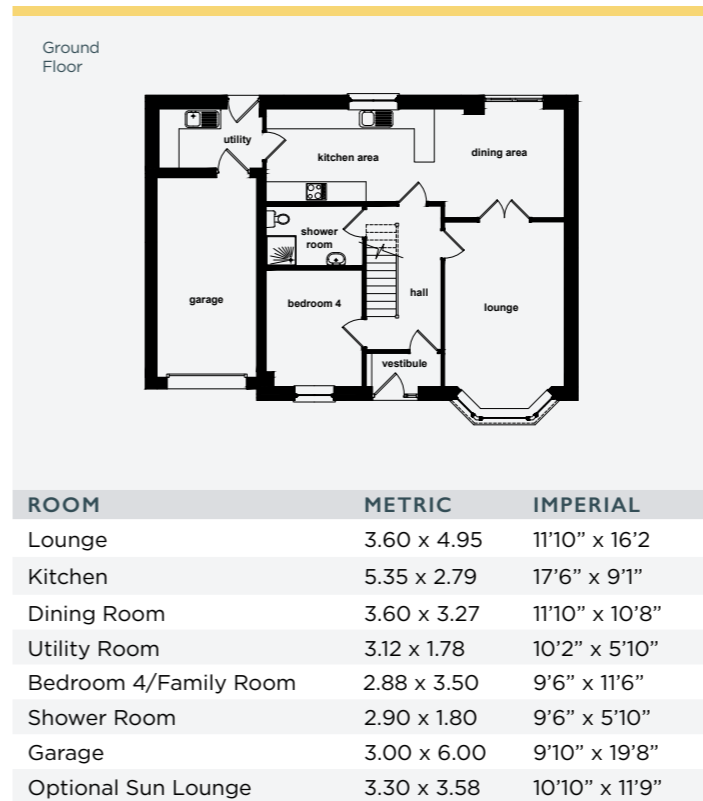 Ground
Floor
utility
kitchen area
dining area
shower
room
garage
bedroom 4
hall
lounge
vestibule
ROOM METRIC IMPERIAL
Lounge 3.60 x 4.95 11’10” x 16’2
Kitchen 5.35 x 2.79 17’6” x 9’1”
Dining Room 3.60 x 3.27 11’10” x 10’8”
Utility Room 3.12 x 1.78 10’2” x 5’10”
Bedroom 4/Family Room 2.88 x 3.50 9’6” x 11’6”
Shower Room 2.90 x 1.80 9’6” x 5’10”
Garage 3.00 x 6.00 9’10” x 19’8”
Optional Sun Lounge 3.30 x 3.58 10’10” x 11’9”